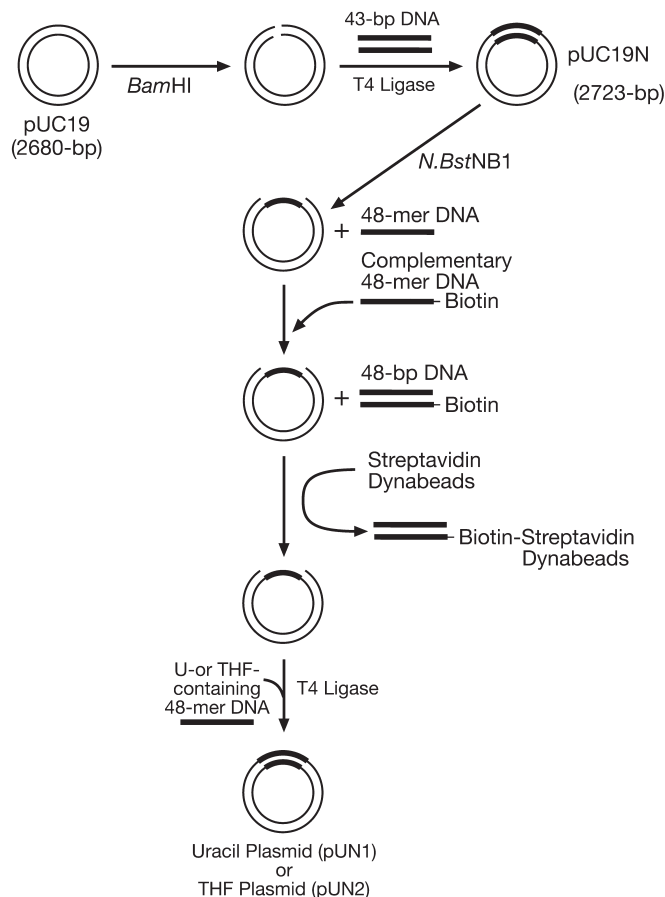 43-bp DNA
BamHI
T4 Ligase
pUC19N
(2723-bp)
pUC19
(2680-bp)
N.BstNB1
+
48-mer DNA
Complementary
48-mer DNA
Biotin
+
48-bp DNA
Biotin
Streptavidin
Dynabeads
Biotin-Streptavidin
Dynabeads
U-or THF-
containing
48-mer DNA
T4 Ligase
Uracil Plasmid (pUN1)
or
THF Plasmid (pUN2)